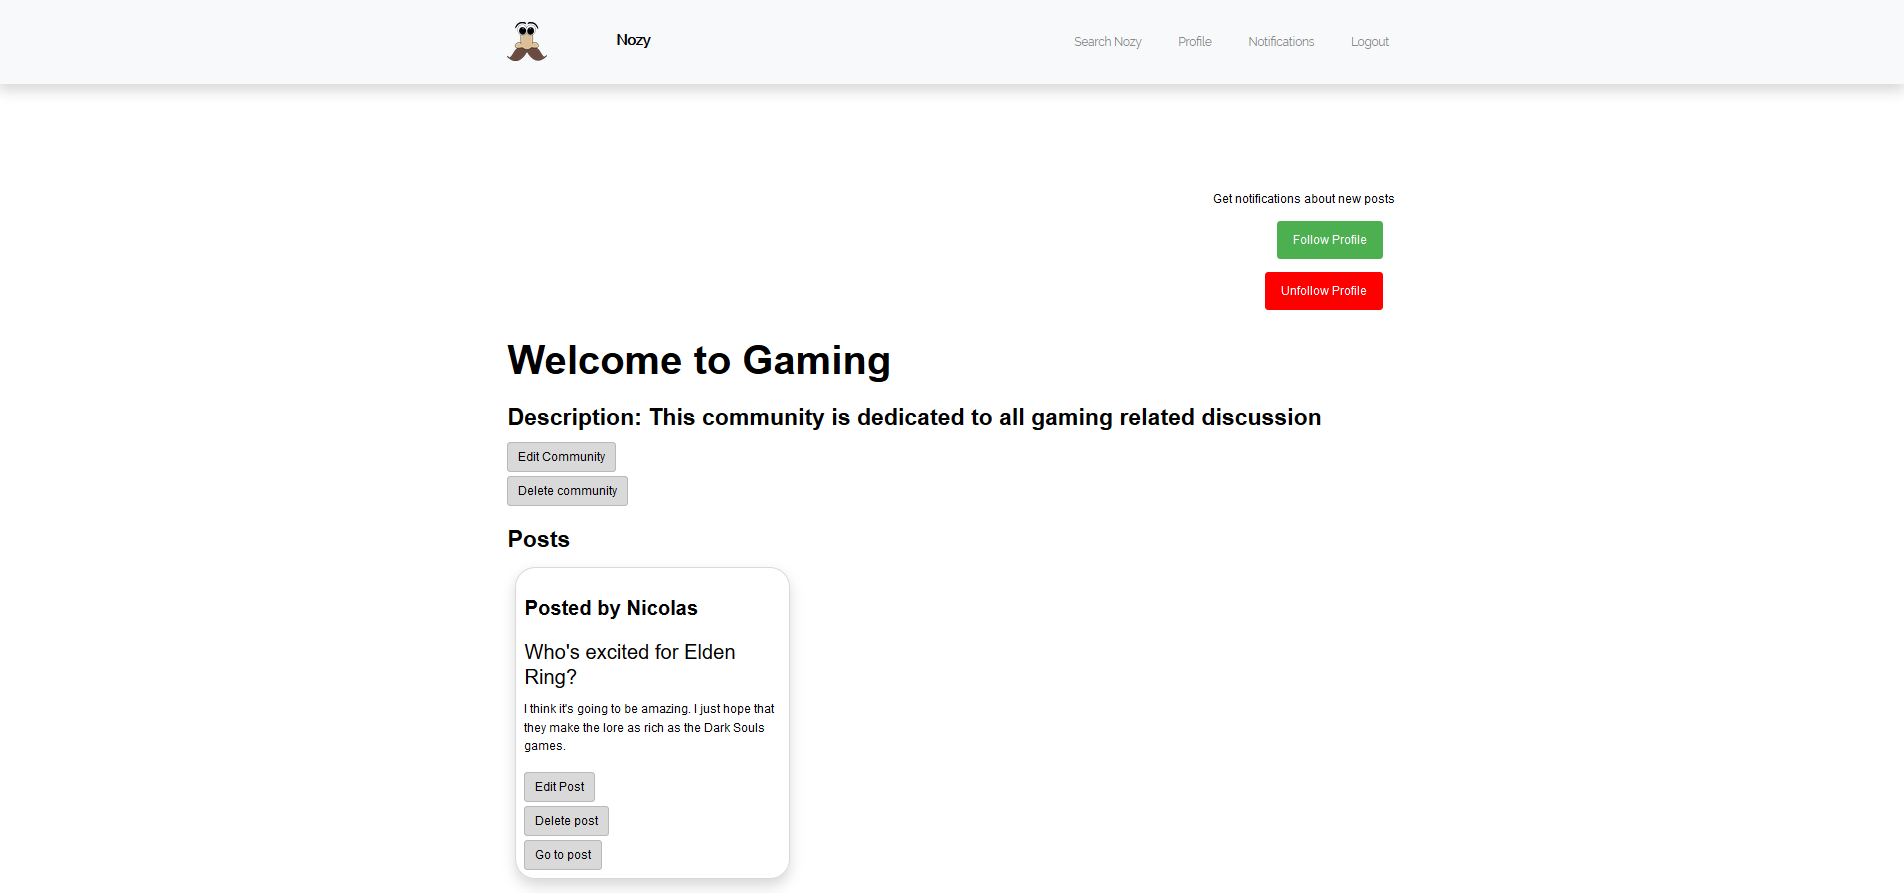 Nozy
Search Nozy
Profile
Notifications
Logout
Get notifications about new posts
Follow Profile
Unfollow Profile
Welcome to Gaming
Description: This community is dedicated to all gaming related discussion
Edit Community
Delete community
Posts
Posted by Nicolas
Who's excited for Elden
Ring?
I think it's going to be amazing. I just hope that
they make the lore as rich as the Dark Souls
games.
Edit Post
Delete post
Go to post